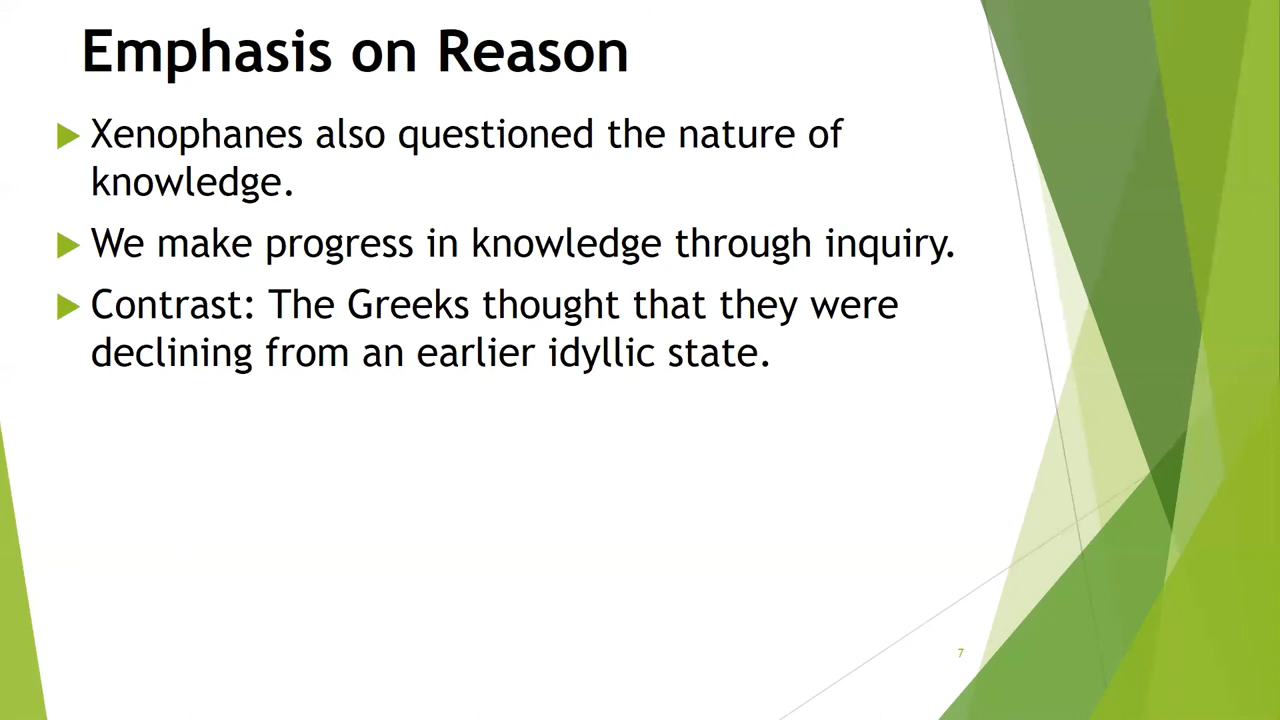 Emphasis on Reason
Xenophanes also questioned the nature of
knowledge.
We make progress in knowledge through inquiry.
Contrast: The Greeks thought that they were
declining from an earlier idyllic state.
7